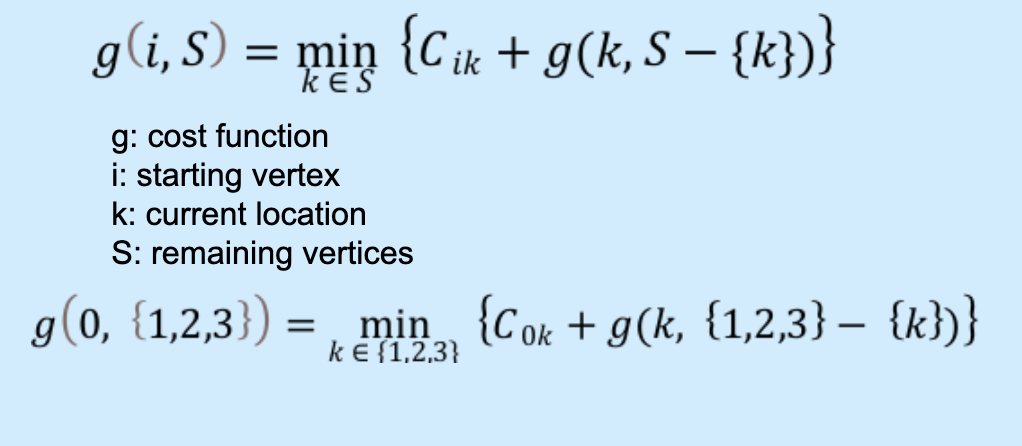 g(i, S) = min {C ik + g(k, S − {k})}
k ∈ S
g: cost function
i: starting vertex
k: current location
S: remaining vertices
g(0, {1,2,3}) = min {C 0k + g(k, {1,2,3} − {k})}
k ∈ {1,2,3}